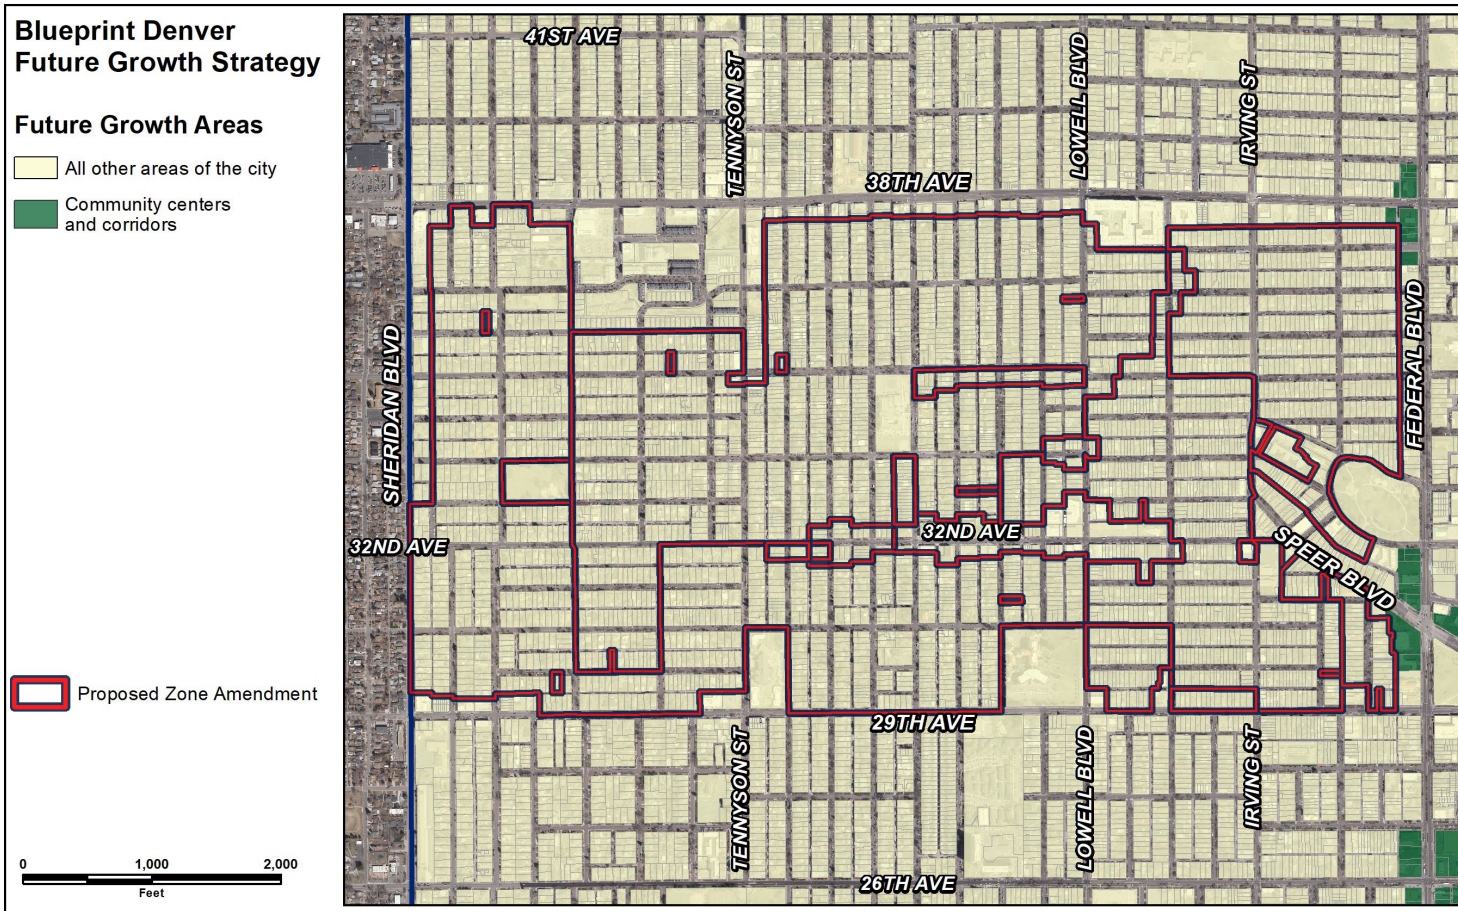 Blueprint Denver
Future Growth Strategy
Future Growth Areas
All other areas of the city
Community centers
and corridors
Proposed Zone Amendment
0 1,000 2,000
Feet
41ST AVE
TENNYSON ST
LOWELL BLVD
IRVING ST
38TH AVE
SHERIDAN BLVD
FEDERAL BLVD
32ND AVE
32ND AVE
SPEER BLVD
29TH AVE
TENNYSON ST
LOWELL BLVD
IRVING ST
26TH AVE